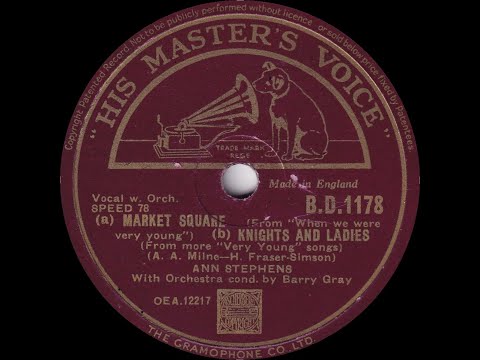 Copyright Patented Record. Not to be publicly performed without licence or sold below price fixed by patentees.
"HIS MASTER'S VOICE"
TRADE-MARK
Made in England
Vocal w. Orch.
SPEED 78
B.D.1178
(a) MARKET SQUARE (From "When we were
very young") (b) KNIGHTS AND LADIES
(From more "Very Young" songs)
(A. A. Milne—H. Fraser-Simson)
ANN STEPHENS
With Orchestra cond. by Barry Gray
OEA.12217
THE GRAMOPHONE CO. LTD.